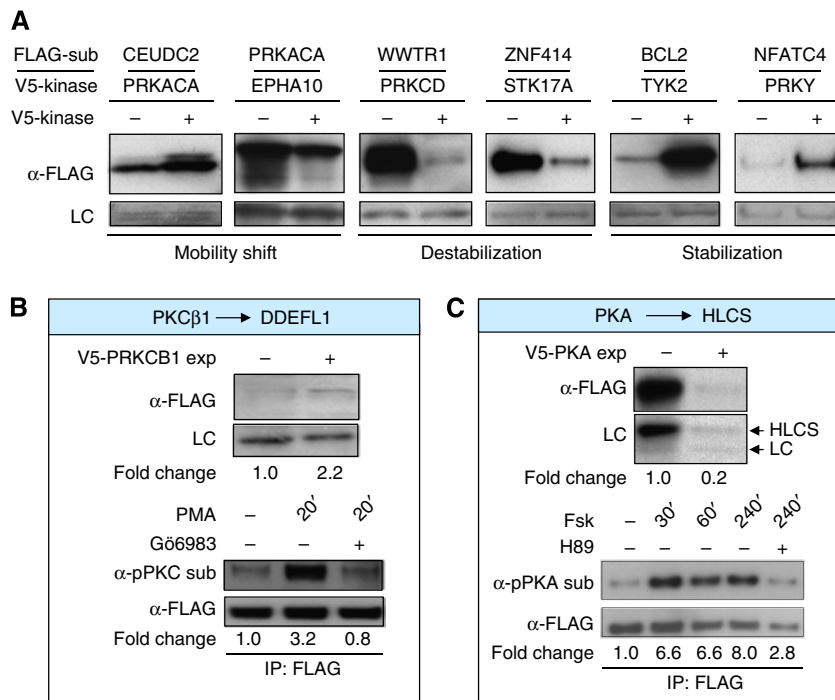 A
FLAG-sub CEUDC2 PRKACA WWTR1 ZNF414 BCL2 NFATC4
V5-kinase PRKACA EPHA10 PRKCD STK17A TYK2 PRKY
V5-kinase – + – + – + – + – + – +
α-FLAG
LC
Mobility shift Destabilization Stabilization
B
PKCβ1 → DDEFL1
V5-PRKCB1 exp – +
α-FLAG
LC
Fold change 1.0 2.2
PMA – 20′ 20′
Gö6983 – – +
α-pPKC sub
α-FLAG
Fold change 1.0 3.2 0.8
IP: FLAG
C
PKA → HLCS
V5-PKA exp – +
α-FLAG
LC HLCS
LC
Fold change 1.0 0.2
Fsk – 30′ 60′ 240′ 240′
H89 – – – – +
α-pPKA sub
α-FLAG
Fold change 1.0 6.6 6.6 8.0 2.8
IP: FLAG